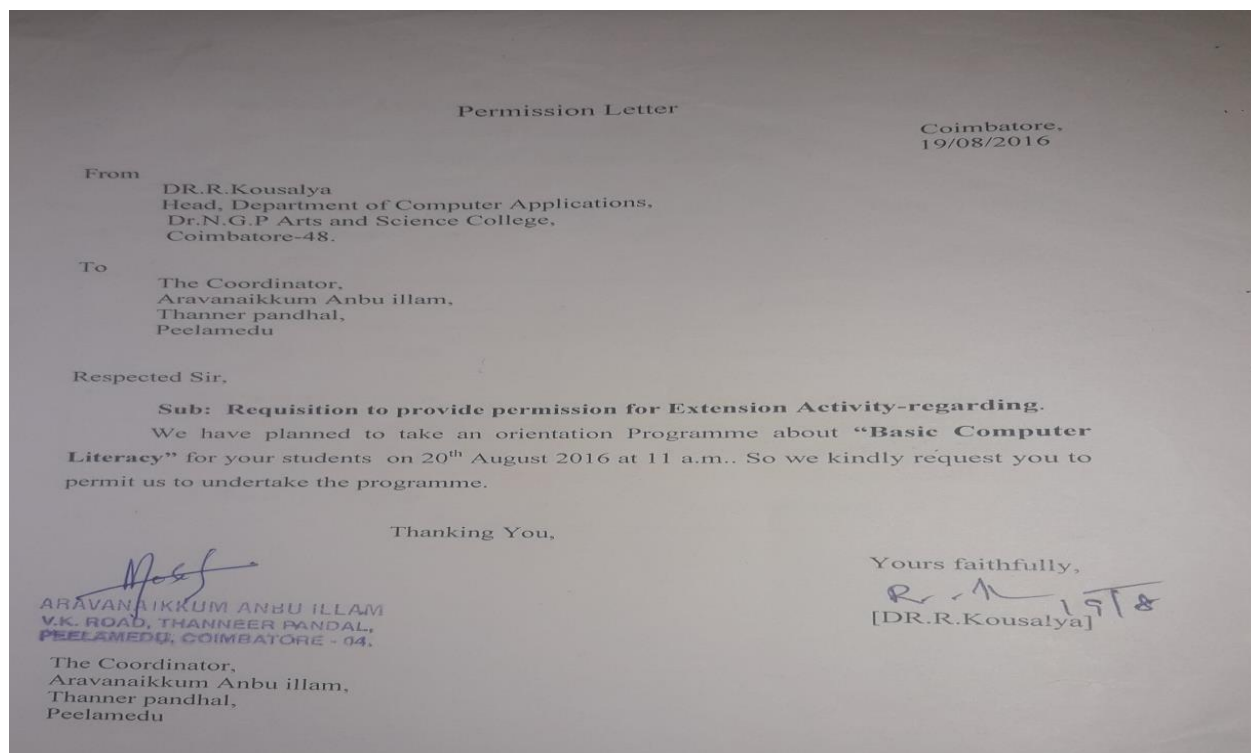 Permission Letter
Coimbatore,
19/08/2016
From
DR.R.Kousalya
Head, Department of Computer Applications,
Dr.N.G.P Arts and Science College,
Coimbatore-48.
To
The Coordinator,
Aravanaikkum Anbu illam,
Thanner pandhal,
Peelamedu
Respected Sir,
Sub: Requisition to provide permission for Extension Activity-regarding.
We have planned to take an orientation Programme about “Basic Computer
Literacy” for your students on 20th August 2016 at 11 a.m.. So we kindly request you to
permit us to undertake the programme.
Thanking You,
Yours faithfully,
19/8
[DR.R.Kousalya]
ARAVANAIKKUM ANBU ILLAM
V.K. ROAD, THANNEER PANDAL,
PEELAMEDU, COIMBATORE - 04.
The Coordinator,
Aravanaikkum Anbu illam,
Thanner pandhal,
Peelamedu